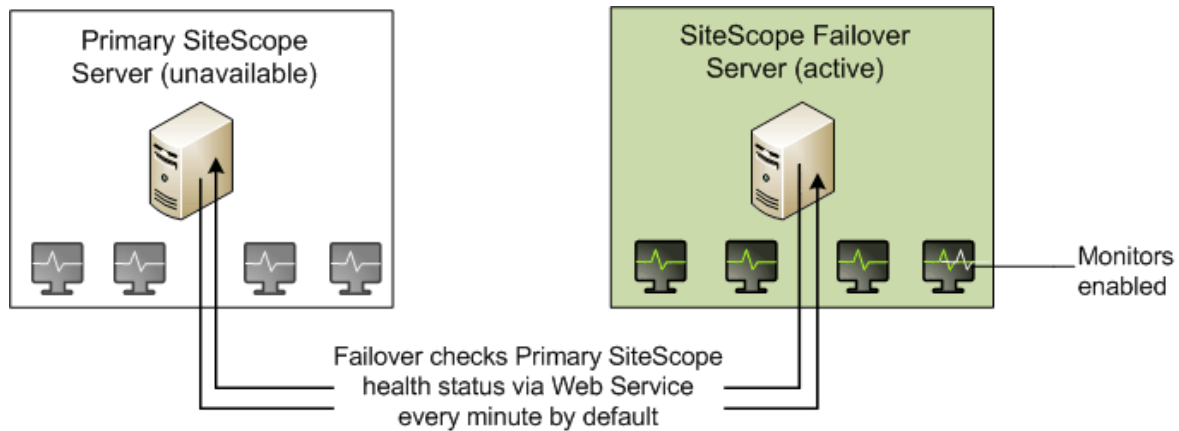 Primary SiteScope
Server (unavailable)
SiteScope Failover
Server (active)
Monitors
enabled
Failover checks Primary SiteScope
health status via Web Service
every minute by default